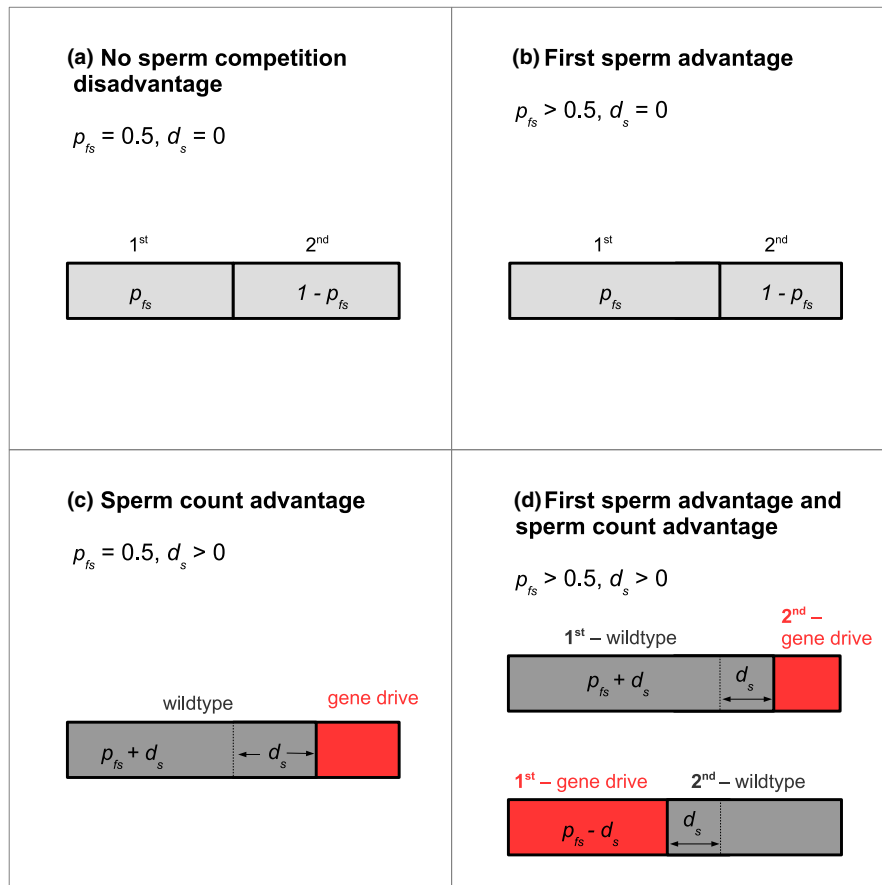 (a) No sperm competition
disadvantage
p_fs = 0.5, d_s = 0
1st 2nd
p_fs 1 - p_fs
(b) First sperm advantage
p_fs > 0.5, d_s = 0
1st 2nd
p_fs 1 - p_fs
(c) Sperm count advantage
p_fs = 0.5, d_s > 0
wildtype gene drive
p_fs + d_s d_s
(d) First sperm advantage and
sperm count advantage
p_fs > 0.5, d_s > 0
2nd –
1st – wildtype gene drive
p_fs + d_s d_s
1st – gene drive 2nd – wildtype
p_fs - d_s d_s